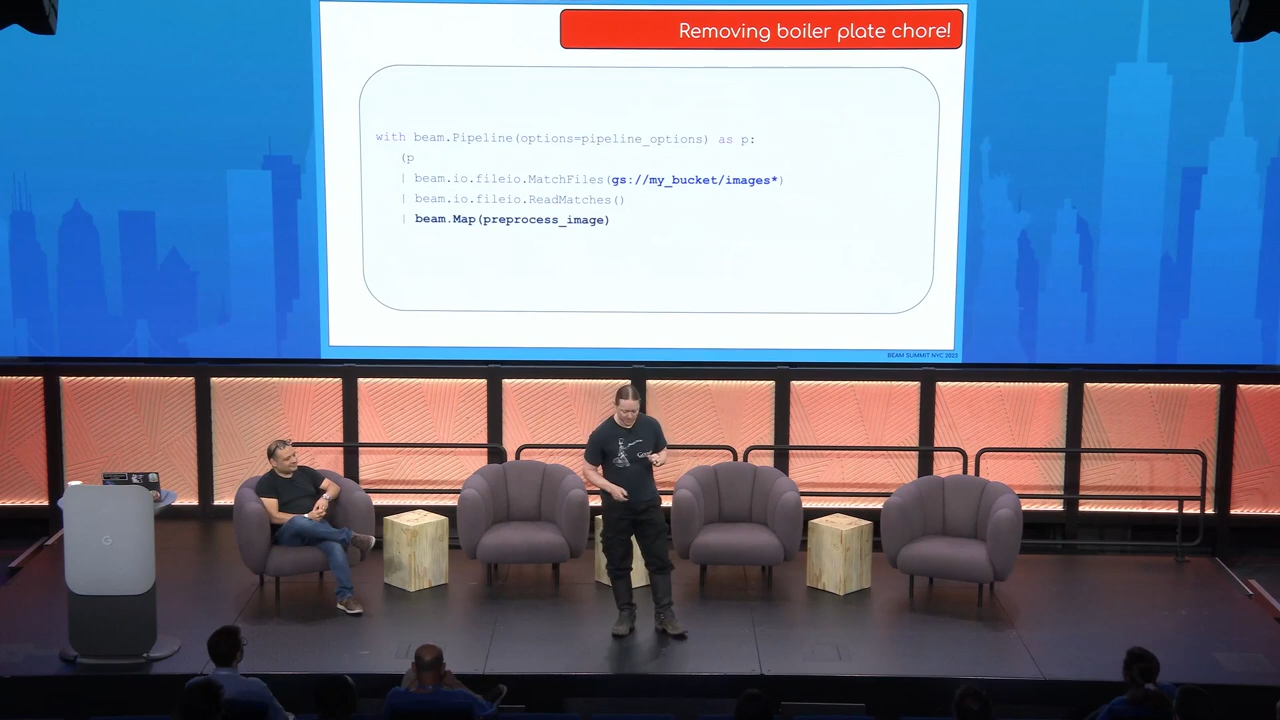 Removing boiler plate chore!
with beam.Pipeline(options=pipeline_options) as p:
(p
| beam.io.fileio.MatchFiles(gs://my_bucket/images*)
| beam.io.fileio.ReadMatches()
| beam.Map(preprocess_image)
BEAM SUMMIT NYC 2023
G